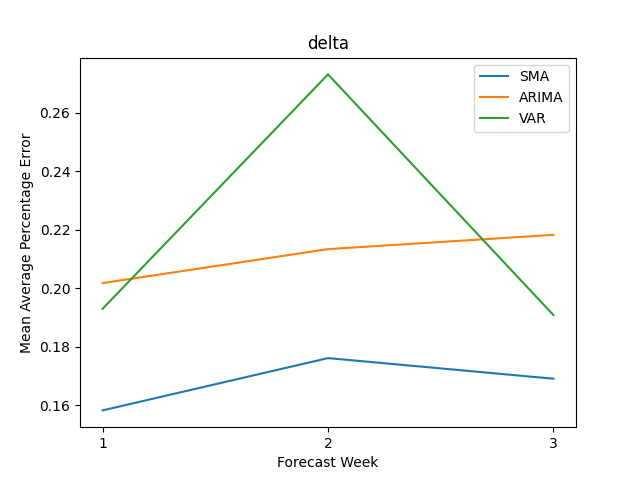 delta
Mean Average Percentage Error
0.26
0.24
0.22
0.20
0.18
0.16
SMA
ARIMA
VAR
1
2
3
Forecast Week